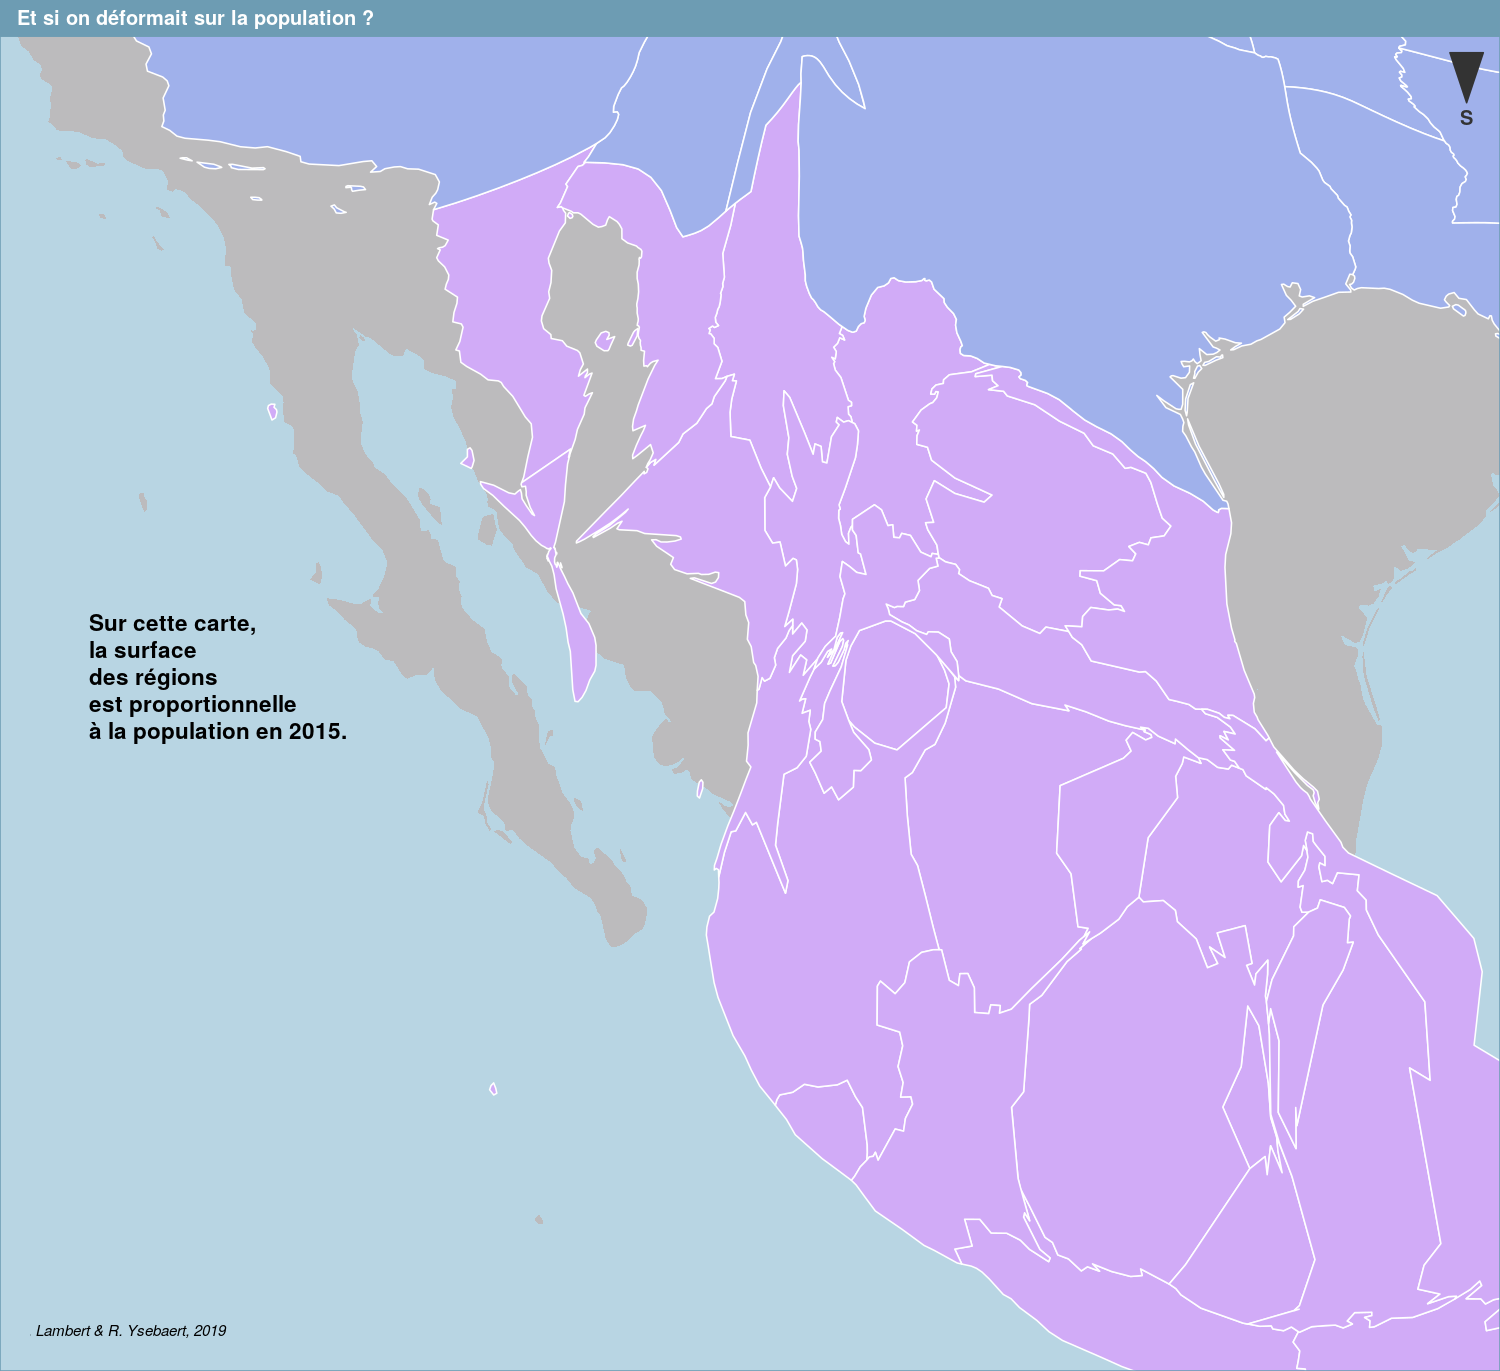 Et si on déformait sur la population ?
S
Sur cette carte,
la surface
des régions
est proportionnelle
à la population en 2015.
Lambert & R. Ysebaert, 2019